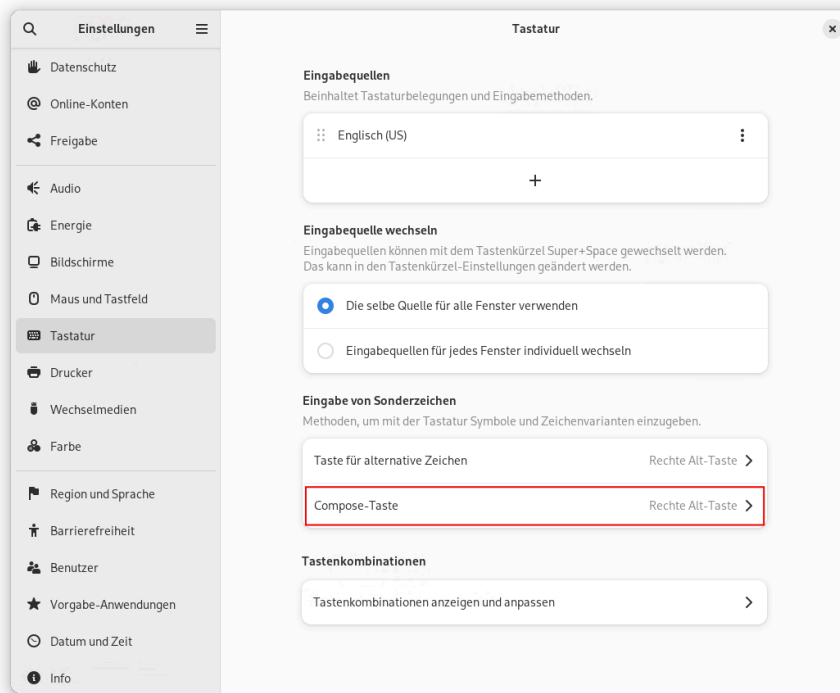 Einstellungen
Datenschutz
Online-Konten
Freigabe
Audio
Energie
Bildschirme
Maus und Tastfeld
Tastatur
Drucker
Wechselmedien
Farbe
Region und Sprache
Barrierefreiheit
Benutzer
Vorgabe-Anwendungen
Datum und Zeit
Info
Tastatur
Eingabequellen
Beinhaltet Tastaturbelegungen und Eingabemethoden.
Englisch (US)
Eingabequelle wechseln
Eingabequellen können mit dem Tastenkürzel Super+Space gewechselt werden.
Das kann in den Tastenkürzel-Einstellungen geändert werden.
Die selbe Quelle für alle Fenster verwenden
Eingabequellen für jedes Fenster individuell wechseln
Eingabe von Sonderzeichen
Methoden, um mit der Tastatur Symbole und Zeichenvarianten einzugeben.
Taste für alternative Zeichen Rechte Alt-Taste
Compose-Taste Rechte Alt-Taste
Tastenkombinationen
Tastenkombinationen anzeigen und anpassen